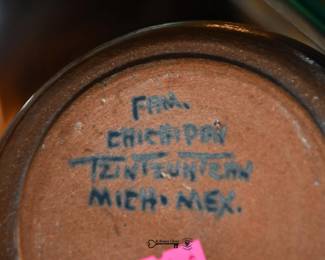 FAM.
CHICHIPAN
TZINTZUNTZAN
MICH. MEX.